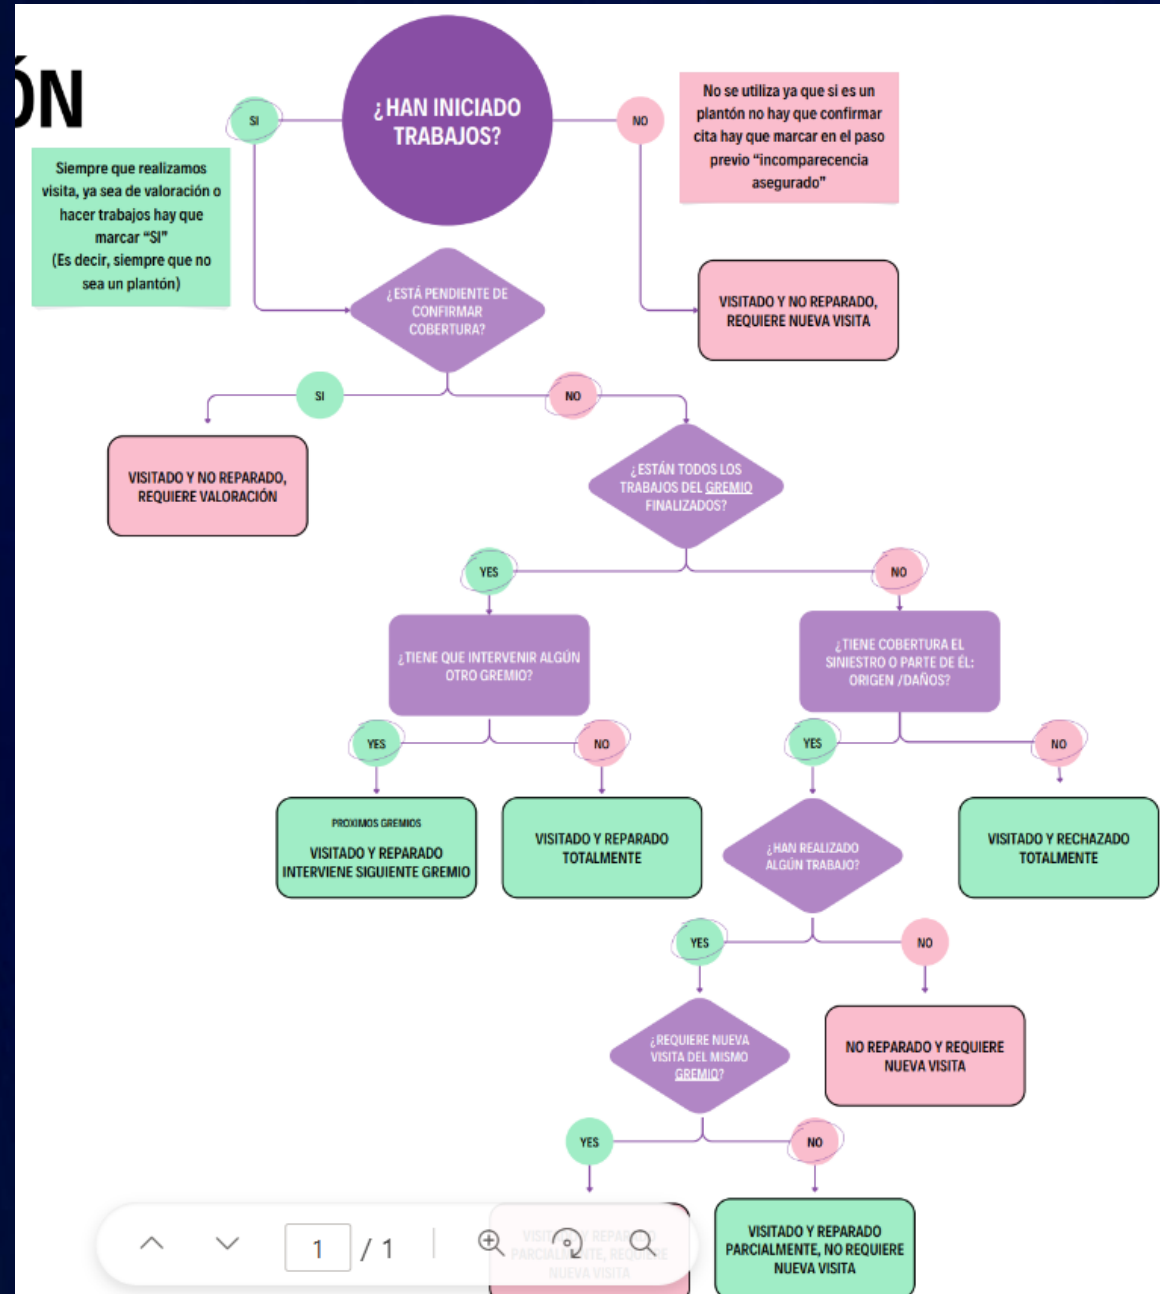 ÓN
¿HAN INICIADO
TRABAJOS?
SI
NO
No se utiliza ya que si es un
plantón no hay que confirmar
cita hay que marcar en el paso
previo “incomparecencia
asegurado”
Siempre que realizamos
visita, ya sea de valoración o
hacer trabajos hay que
marcar “SI”
(Es decir, siempre que no
sea un plantón)
¿ESTÁ PENDIENTE DE
CONFIRMAR
COBERTURA?
VISITADO Y NO REPARADO,
REQUIERE NUEVA VISITA
SI
NO
VISITADO Y NO REPARADO,
REQUIERE VALORACIÓN
¿ESTÁN TODOS LOS
TRABAJOS DEL GREMIO
FINALIZADOS?
YES
NO
¿TIENE QUE INTERVENIR ALGÚN
OTRO GREMIO?
¿TIENE COBERTURA EL
SINIESTRO O PARTE DE ÉL:
ORIGEN /DAÑOS?
YES
NO
YES
NO
PROXIMOS GREMIOS
VISITADO Y REPARADO
INTERVIENE SIGUIENTE GREMIO
VISITADO Y REPARADO
TOTALMENTE
¿HAN REALIZADO
ALGÚN TRABAJO?
VISITADO Y RECHAZADO
TOTALMENTE
YES
NO
¿REQUIERE NUEVA
VISITA DEL MISMO
GREMIO?
NO REPARADO Y REQUIERE
NUEVA VISITA
YES
NO
VISITADO Y REPARADO
PARCIALMENTE, REQUIERE
NUEVA VISITA
VISITADO Y REPARADO
PARCIALMENTE, NO REQUIERE
NUEVA VISITA
1 / 1